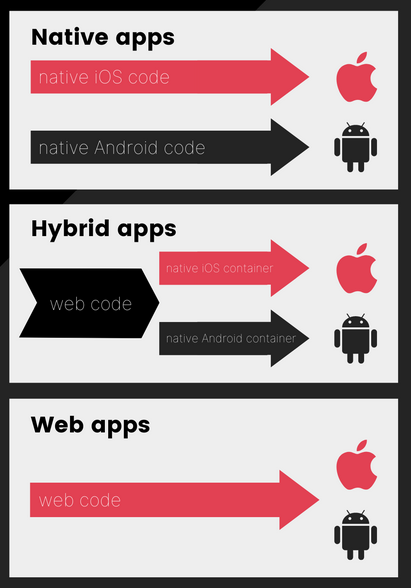 Native apps
native iOS code
native Android code
Hybrid apps
web code
native iOS container
native Android container
Web apps
web code